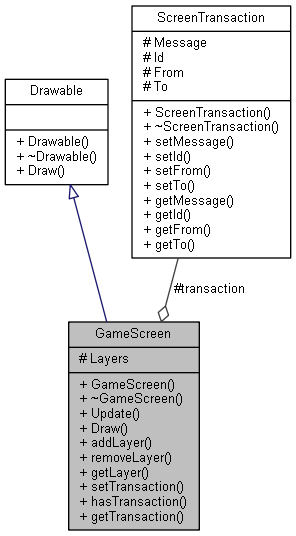 ScreenTransaction
# Message
# Id
# From
# To
+ ScreenTransaction()
+ ~ScreenTransaction()
+ setMessage()
+ setId()
+ setFrom()
+ setTo()
+ getMessage()
+ getId()
+ getFrom()
+ getTo()
Drawable
+ Drawable()
+ ~Drawable()
+ Draw()
#transaction
GameScreen
# Layers
+ GameScreen()
+ ~GameScreen()
+ Update()
+ Draw()
+ addLayer()
+ removeLayer()
+ getLayer()
+ setTransaction()
+ hasTransaction()
+ getTransaction()